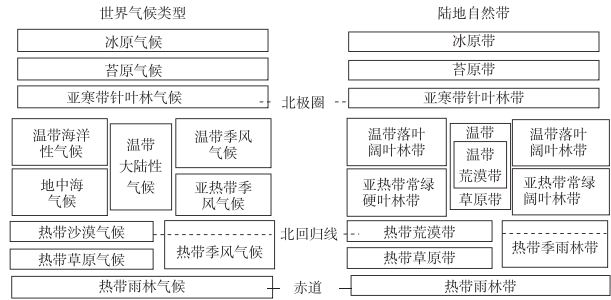 世界气候类型
陆地自然带
冰原气候
冰原带
苔原气候
苔原带
亚寒带针叶林气候
北极圈
亚寒带针叶林带
温带海洋
性气候
温带
大陆性
气候
温带季风
气候
地中海
气候
亚热带季
风气候
温带落叶
阔叶林带
温带
温带
荒漠带
草原带
温带落叶
阔叶林带
亚热带常绿
硬叶林带
亚热带常绿
阔叶林带
热带沙漠气候
北回归线
热带荒漠带
热带季风气候
热带季雨林带
热带草原气候
热带草原带
热带雨林气候
赤道
热带雨林带